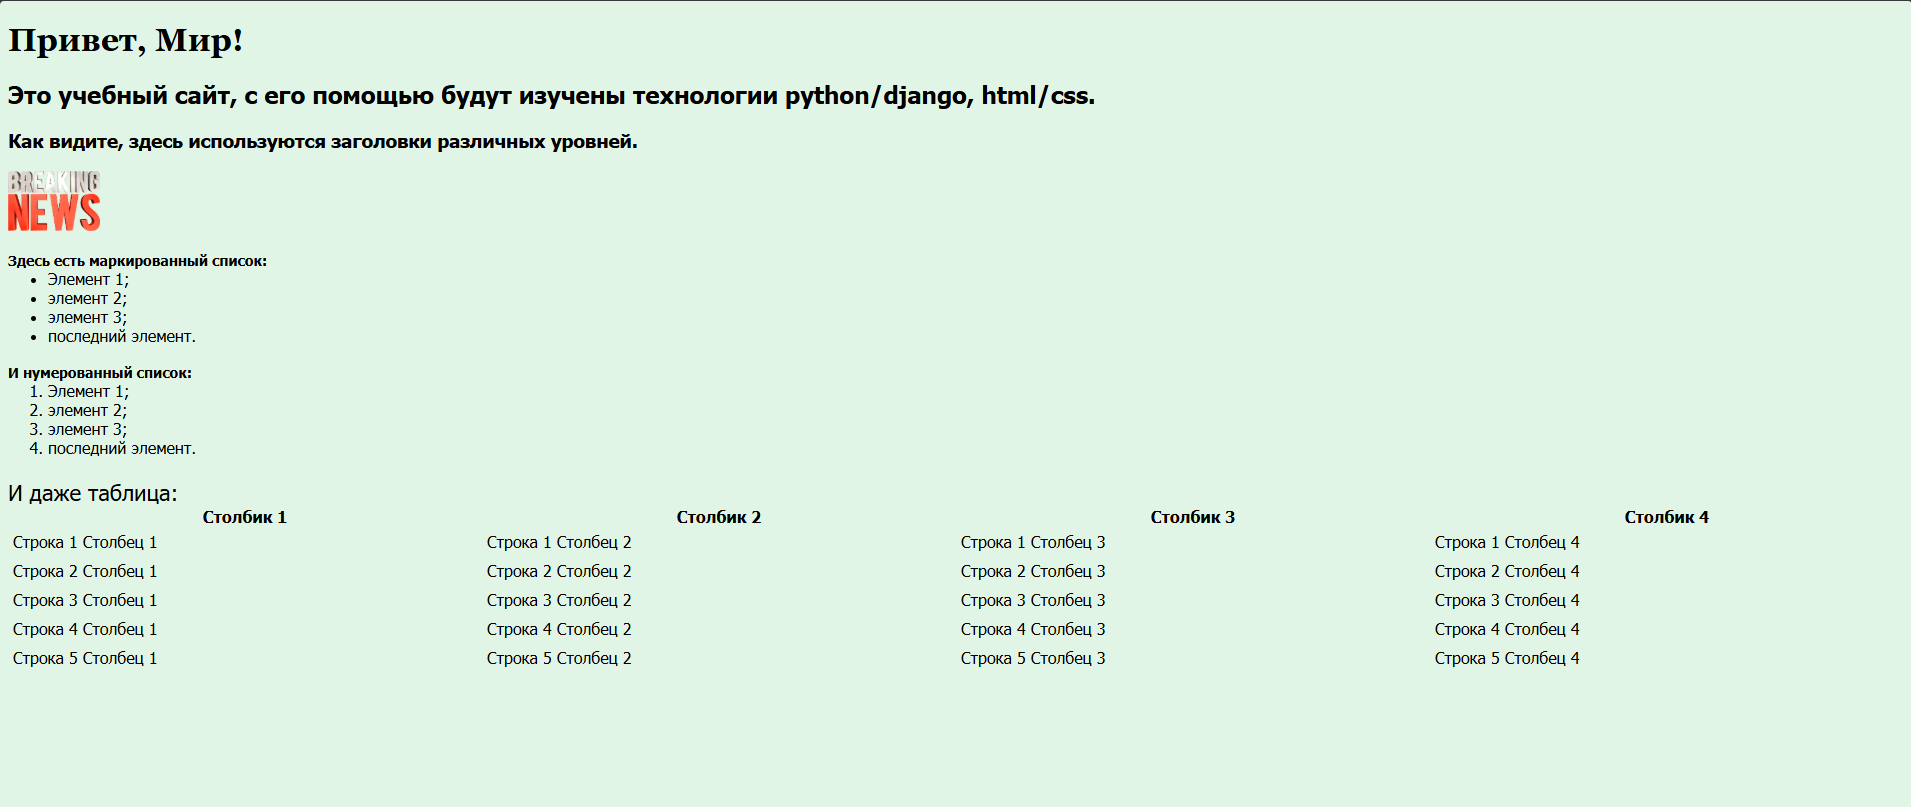 Привет, Мир!
Это учебный сайт, с его помощью будут изучены технологии python/django, html/css.
Как видите, здесь используются заголовки различных уровней.
BREAKING
NEWS
Здесь есть маркированный список:
• Элемент 1;
• элемент 2;
• элемент 3;
• последний элемент.
И нумерованный список:
1. Элемент 1;
2. элемент 2;
3. элемент 3;
4. последний элемент.
И даже таблица:
Столбик 1 Столбик 2 Столбик 3 Столбик 4
Строка 1 Столбец 1 Строка 1 Столбец 2 Строка 1 Столбец 3 Строка 1 Столбец 4
Строка 2 Столбец 1 Строка 2 Столбец 2 Строка 2 Столбец 3 Строка 2 Столбец 4
Строка 3 Столбец 1 Строка 3 Столбец 2 Строка 3 Столбец 3 Строка 3 Столбец 4
Строка 4 Столбец 1 Строка 4 Столбец 2 Строка 4 Столбец 3 Строка 4 Столбец 4
Строка 5 Столбец 1 Строка 5 Столбец 2 Строка 5 Столбец 3 Строка 5 Столбец 4